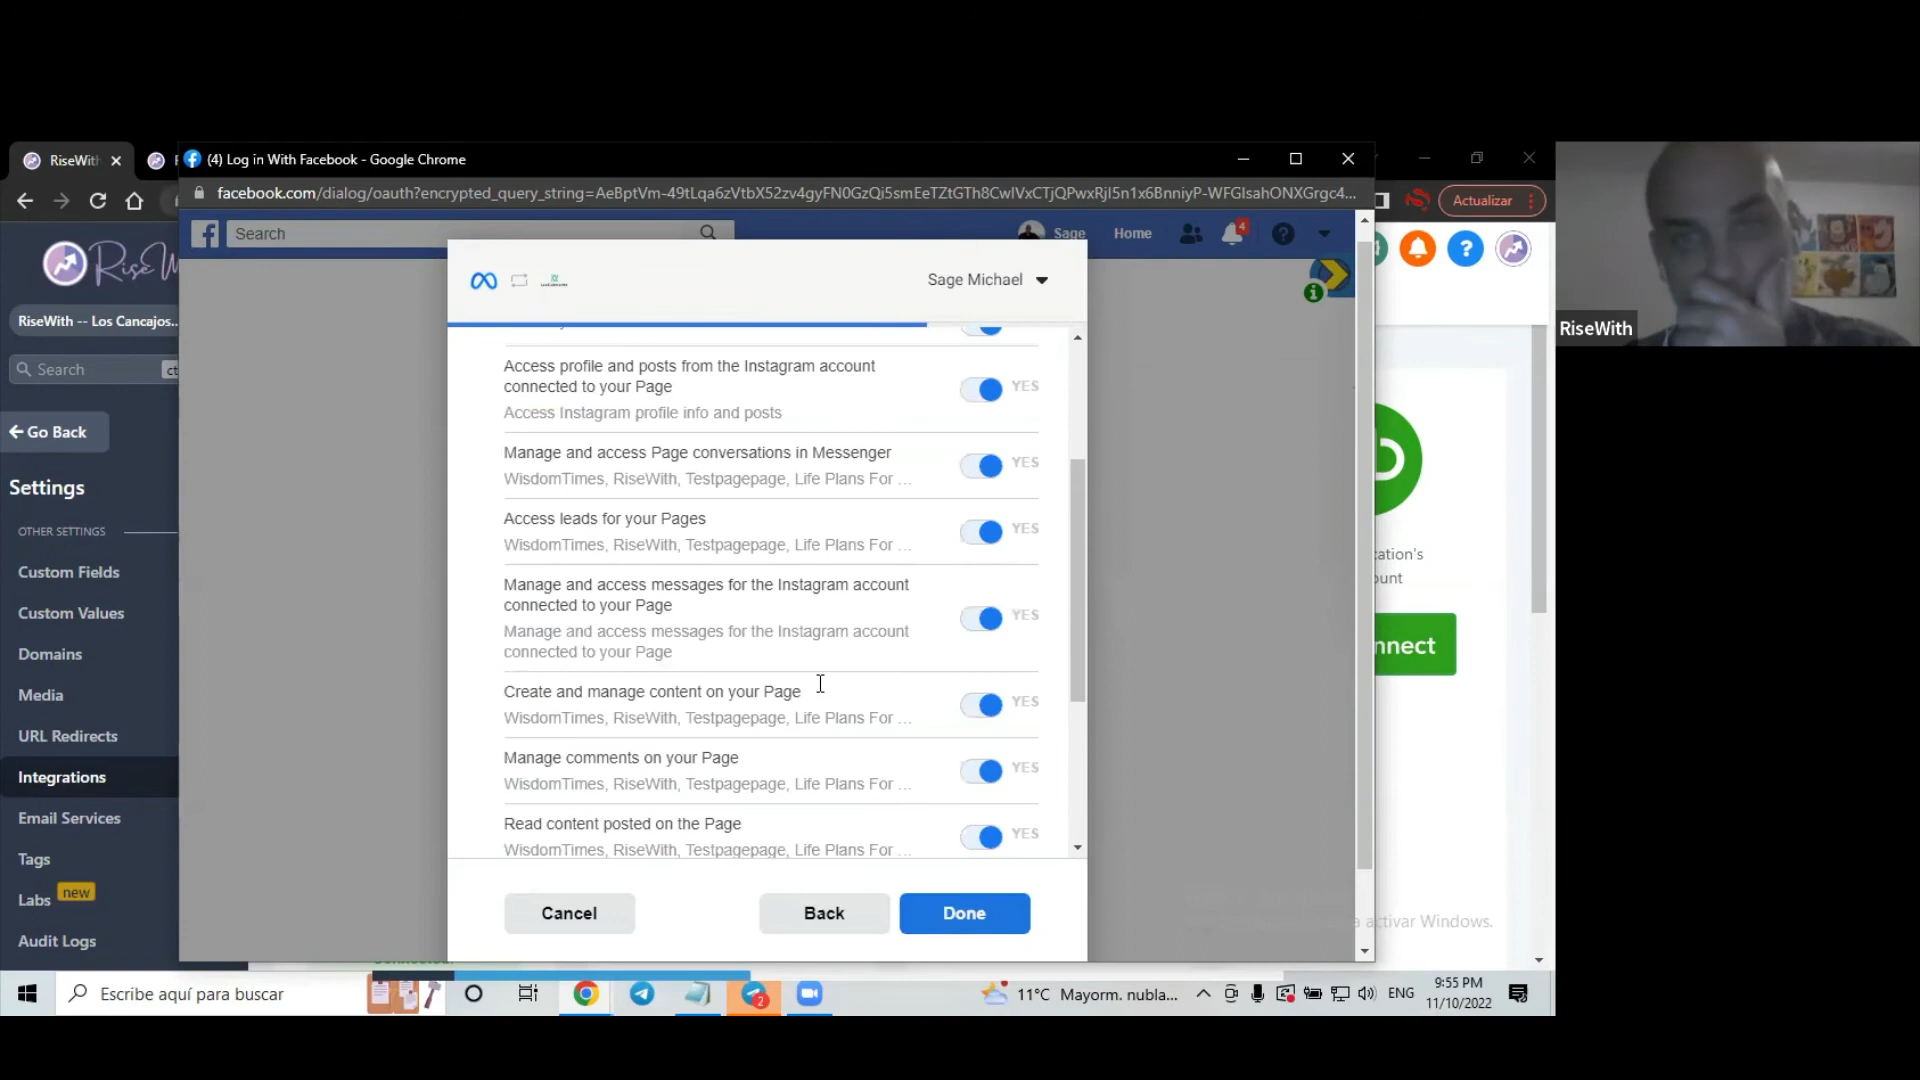 RiseWith
(4) Log in With Facebook - Google Chrome
facebook.com/dialog/oauth?encrypted_query_string=AeBptVm-49tLqa6zVtbX52zv4gyFN0GzQj5smEeTZtGTh8CwIVxCTjQPwxRjI5n1x6BnniyP-WFGIsahONXGrgc4...
Actualizar
Search
Sage
Home
4
RiseW
RiseWith -- Los Cancajos...
Search
ct
Go Back
Settings
OTHER SETTINGS
Custom Fields
Custom Values
Domains
Media
URL Redirects
Integrations
Email Services
Tags
Labs new
Audit Logs
Sage Michael
Access profile and posts from the Instagram account
connected to your Page
YES
Access Instagram profile info and posts
Manage and access Page conversations in Messenger
YES
WisdomTimes, RiseWith, Testpagepage, Life Plans For ...
Access leads for your Pages
YES
WisdomTimes, RiseWith, Testpagepage, Life Plans For ...
Manage and access messages for the Instagram account
connected to your Page
YES
Manage and access messages for the Instagram account
connected to your Page
Create and manage content on your Page
YES
WisdomTimes, RiseWith, Testpagepage, Life Plans For ...
Manage comments on your Page
YES
WisdomTimes, RiseWith, Testpagepage, Life Plans For ...
Read content posted on the Page
YES
WisdomTimes, RiseWith, Testpagepage, Life Plans For ...
Cancel
Back
Done
ation's
unt
nnect
a activar Windows.
RiseWith
Escribe aquí para buscar
2
11°C Mayorm. nubla...
ENG
9:55 PM
11/10/2022